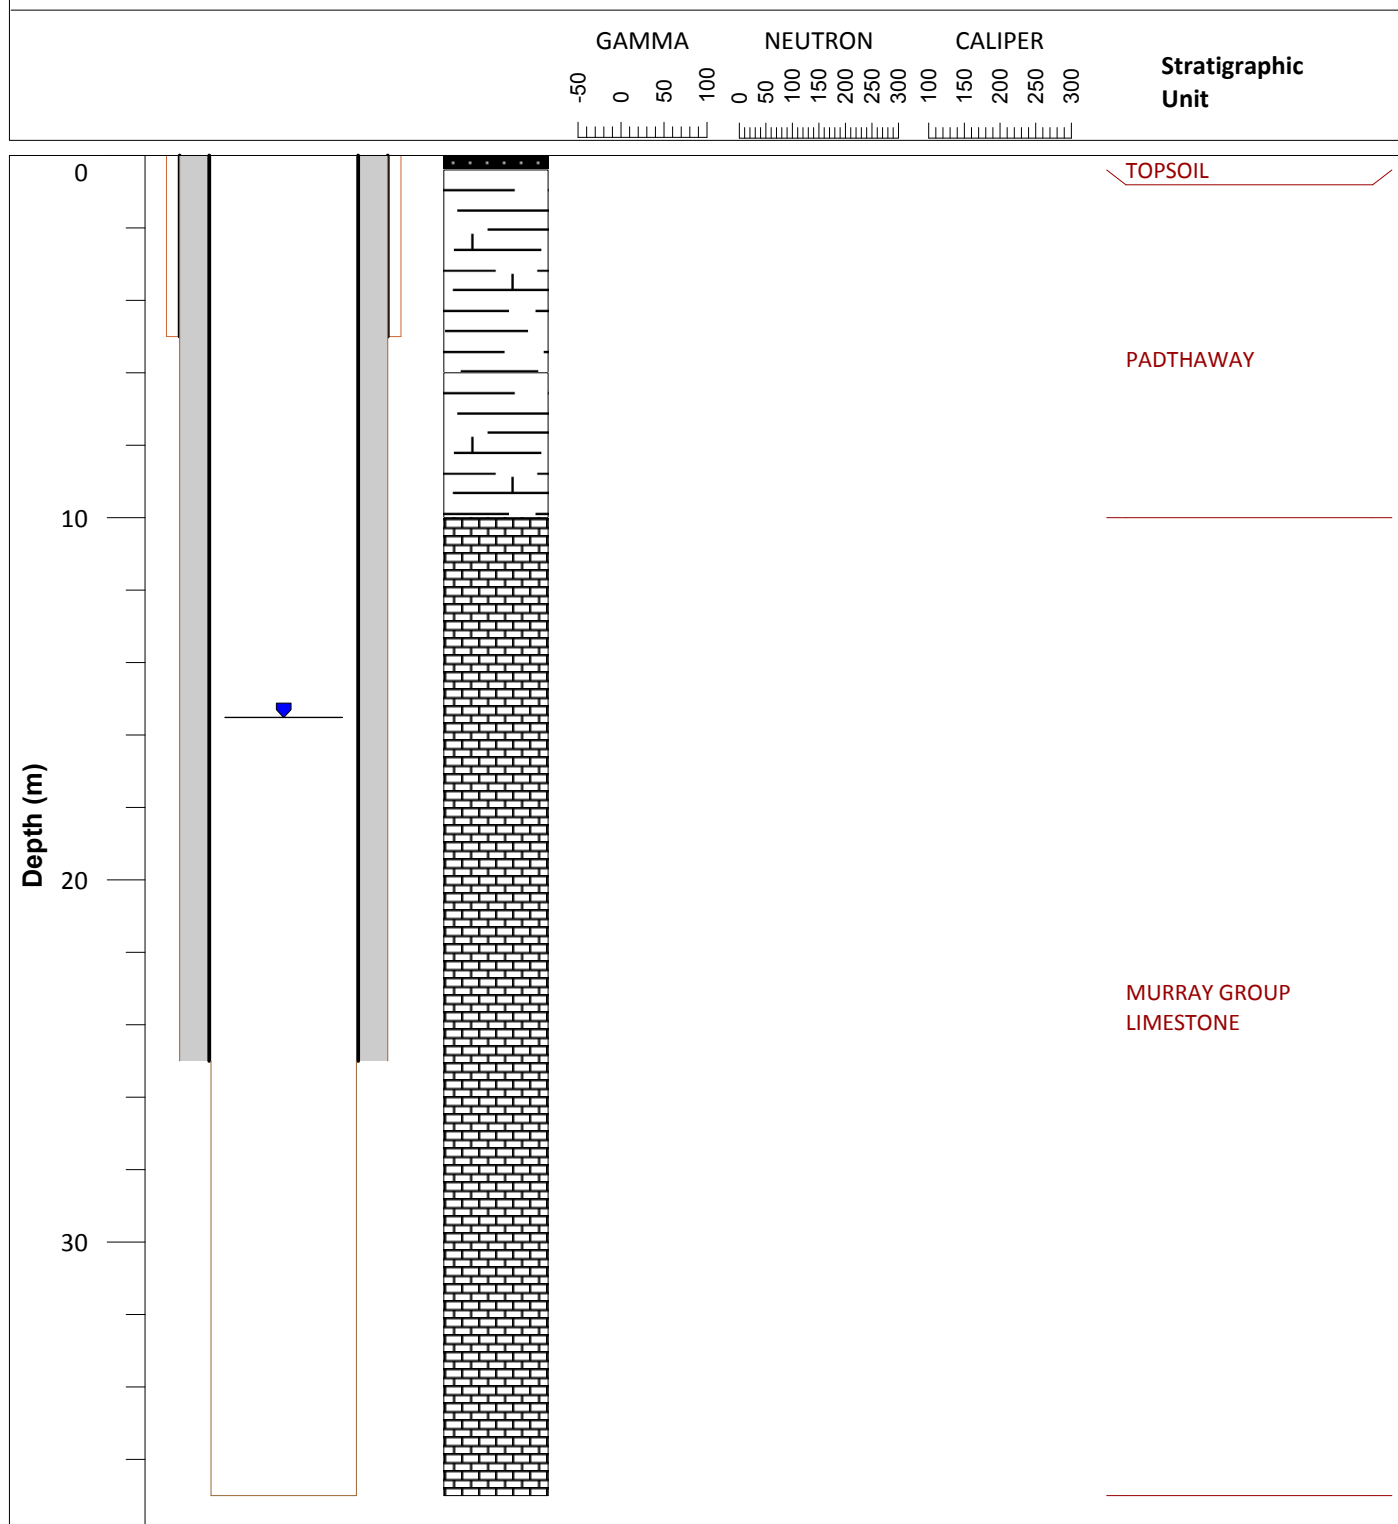 GAMMA NEUTRON CALIPER
Stratigraphic
Unit
-50 0 50 100 0 50 100 150 200 250 300 100 150 200 250 300
0 TOPSOIL
PADTHAWAY
10
Depth (m)
20
MURRAY GROUP
LIMESTONE
30